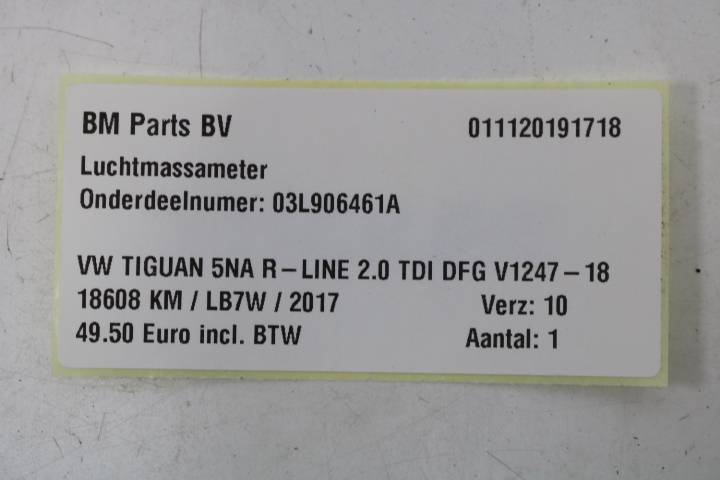 BM Parts BV 011120191718
Luchtmassameter
Onderdeelnumer: 03L906461A
VW TIGUAN 5NA R-LINE 2.0 TDI DFG V1247-18
18608 KM / LB7W / 2017 Verz: 10
49.50 Euro incl. BTW Aantal: 1